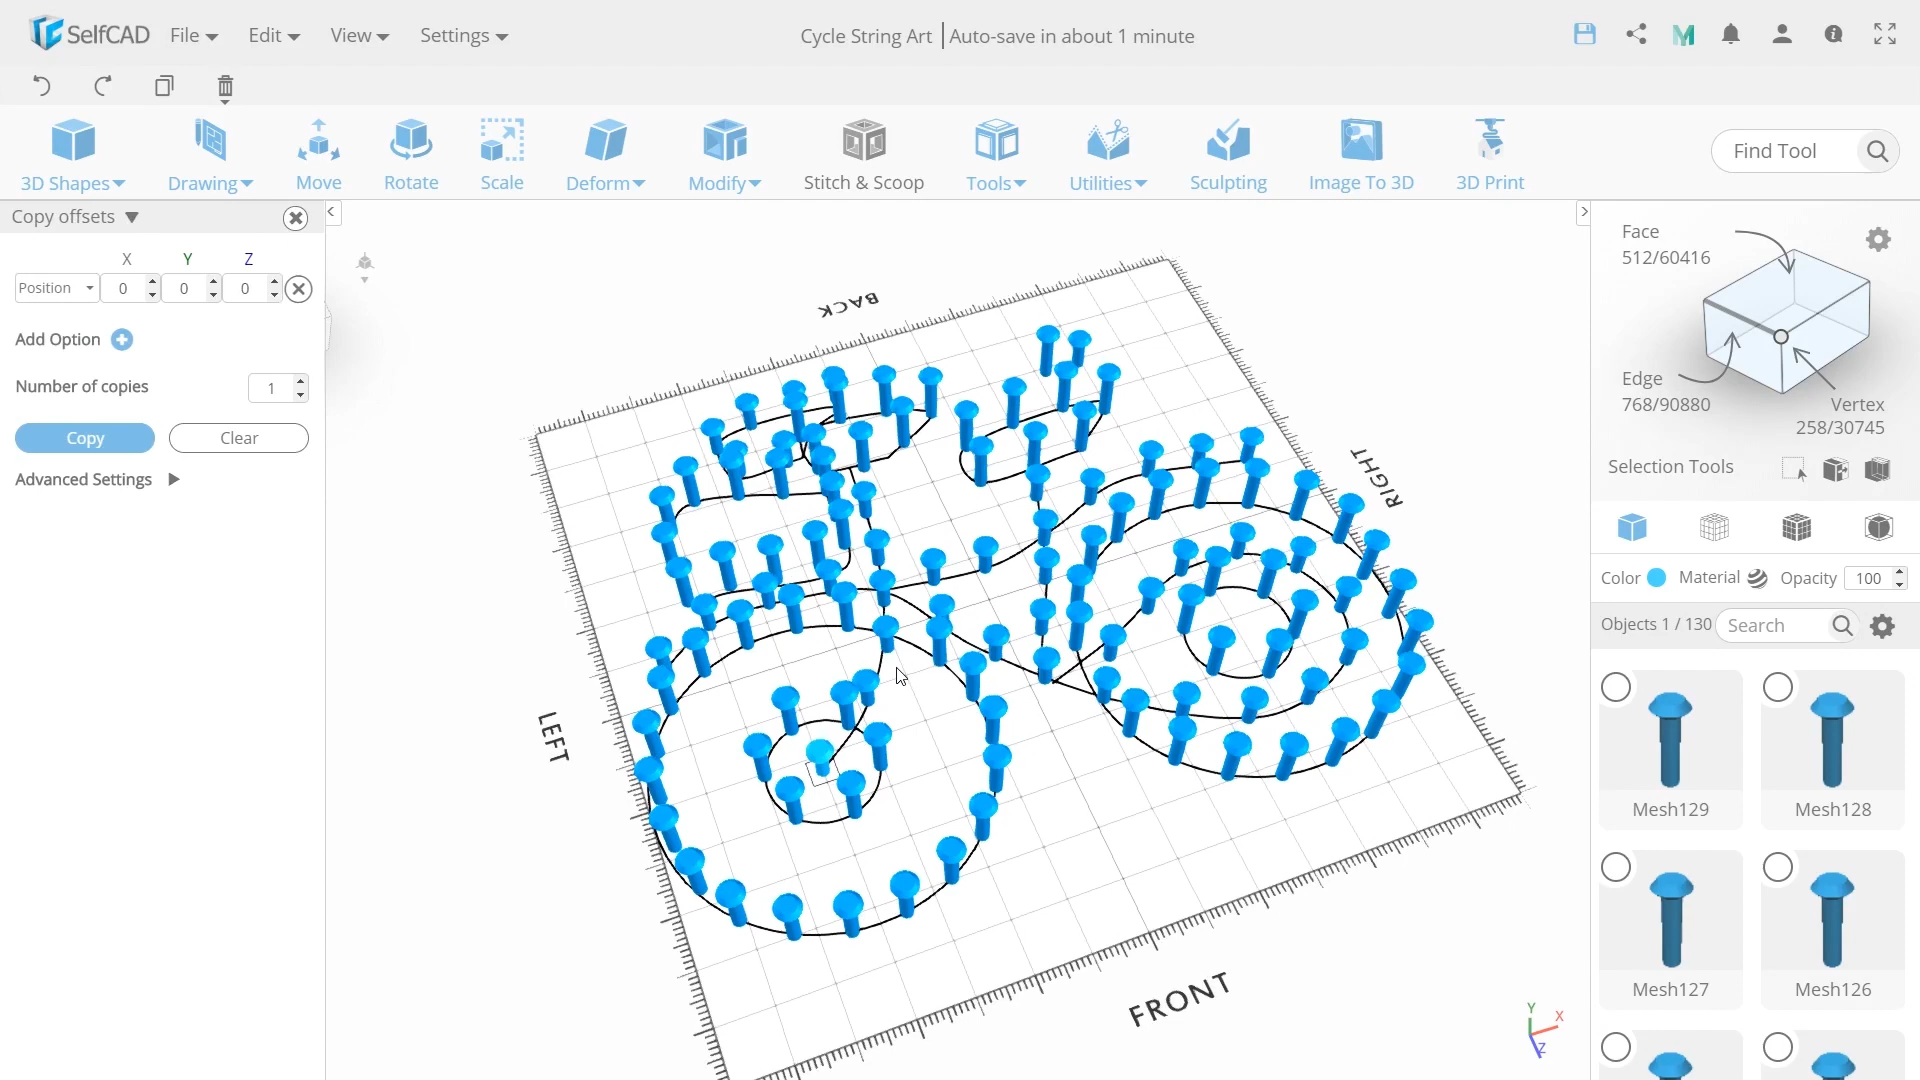 SelfCAD File Edit View Settings
Cycle String Art | Auto-save in about 1 minute
3D Shapes Drawing Move Rotate Scale Deform Modify Stitch & Scoop Tools Utilities Sculpting Image To 3D 3D Print
Find Tool
Copy offsets
X Y Z
Position 0 0 0
Add Option
Number of copies 1
Copy Clear
Advanced Settings
BACK
RIGHT
LEFT
FRONT
Y
X
Z
Face
512/60416
Edge
768/90880
Vertex
258/30745
Selection Tools
Color Material Opacity 100
Objects 1 / 130 Search
Mesh129 Mesh128
Mesh127 Mesh126